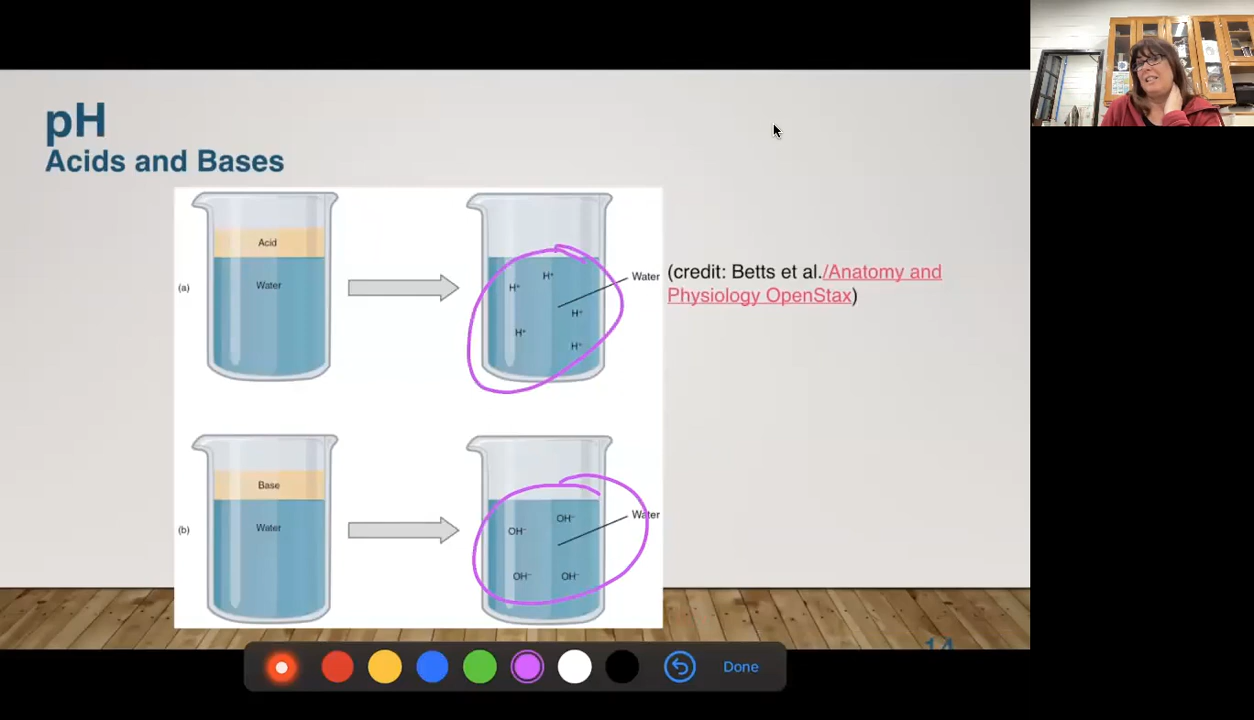 pH
Acids and Bases
Acid
Water
(a)
H⁺
H⁺
H⁺
H⁺
H⁺
Water
(credit: Betts et al./Anatomy and
Physiology OpenStax)
Base
Water
(b)
OH⁻
OH⁻
OH⁻
OH⁻
Water
14
Done